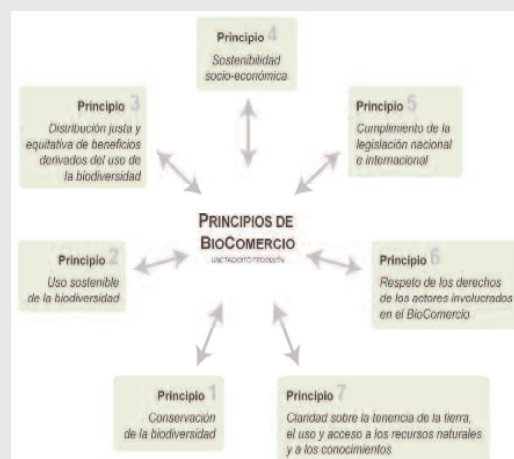 Principio 4
Sostenibilidad
socio-económica
Principio 3
Distribución justa y
equitativa de beneficios
derivados del uso de
la biodiversidad
Principio 5
Cumplimiento de la
legislación nacional
e internacional
PRINCIPIOS DE
BIOCOMERCIO
Principio 2
Uso sostenible
de la biodiversidad
Principio 6
Respeto de los derechos
de los actores involucrados
en el BioComercio
Principio 1
Conservación
de la biodiversidad
Principio 7
Claridad sobre la tenencia de la tierra,
el uso y acceso a los recursos naturales
y a los conocimientos